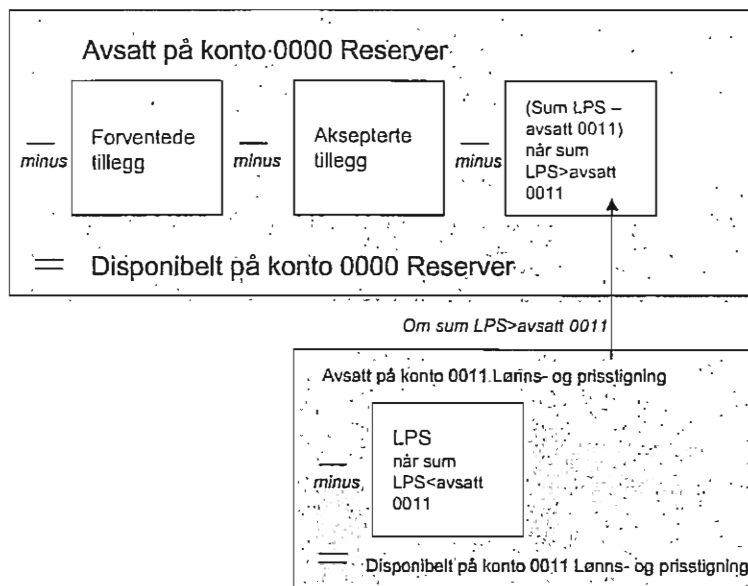 Avsatt på konto 0000 Reserver
minus
Forventede
tillegg
minus
Aksepterte
tillegg
minus
(Sum LPS –
avsatt 0011)
når sum
LPS>avsatt
0011
= Disponibelt på konto 0000 Reserver
Om sum LPS>avsatt 0011
Avsatt på konto 0011 Lønns- og prisstigning
minus
LPS
når sum
LPS<avsatt
0011
= Disponibelt på konto 0011 Lønns- og prisstigning